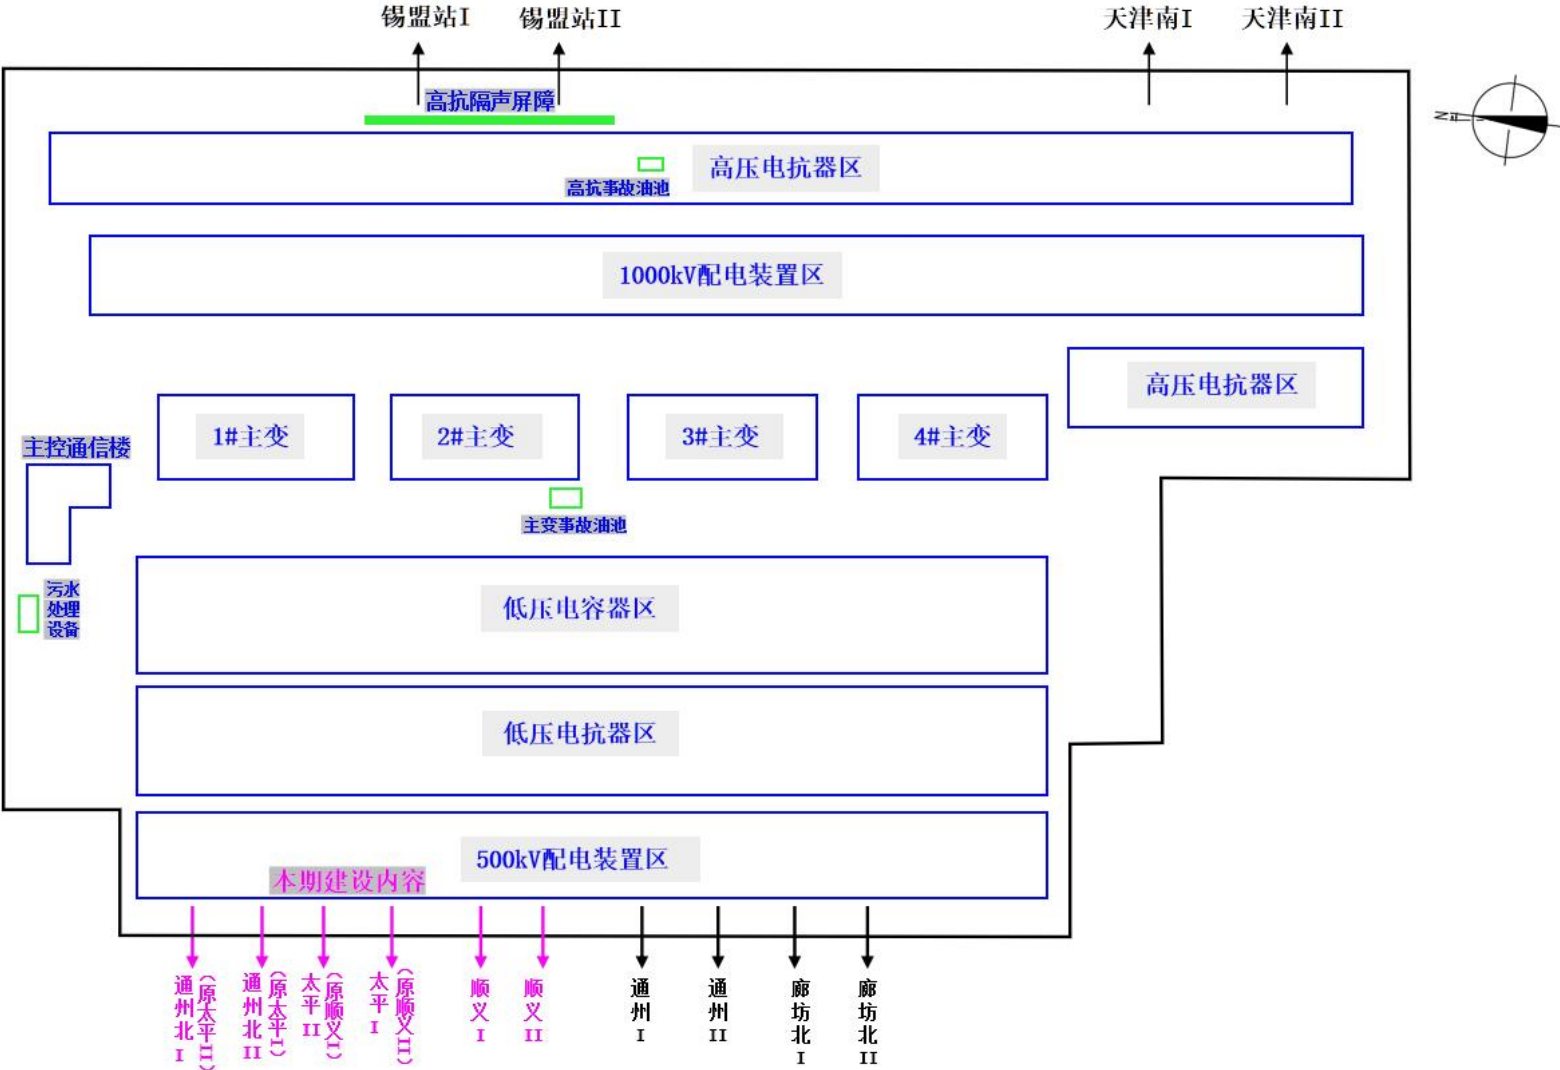 锡盟站I
锡盟站II
天津南I
天津南II
高抗隔声屏障
N
高压电抗器区
高抗事故油池
1000kV配电装置区
高压电抗器区
1#主变
2#主变
3#主变
4#主变
主控通信楼
主变事故油池
污水
处理
设备
低压电容器区
低压电抗器区
500kV配电装置区
本期建设内容
通州北I
(原太平II)
通州北II
(原太平I)
太平II
(原顺义I)
太平I
(原顺义II)
顺义I
顺义II
通州I
通州II
廊坊北I
廊坊北II